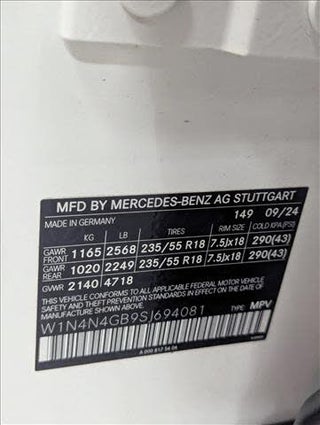 MFD BY MERCEDES-BENZ AG STUTTGART
MADE IN GERMANY 149 09/24
KG LB TIRES RIM SIZE COLD KPA(PSI)
GAWR FRONT 1165 2568 235/55 R18 7.5Jx18 290(43)
GAWR REAR 1020 2249 235/55 R18 7.5Jx18 290(43)
GVWR 2140 4718
THIS VEHICLE CONFORMS TO ALL APPLICABLE FEDERAL MOTOR VEHICLE
SAFETY AND THEFT PREVENTION STANDARDS IN EFFECT ON THE DATE OF
MANUFACTURE SHOWN ABOVE.
W1N4N4GB9SJ694081 TYPE: MPV